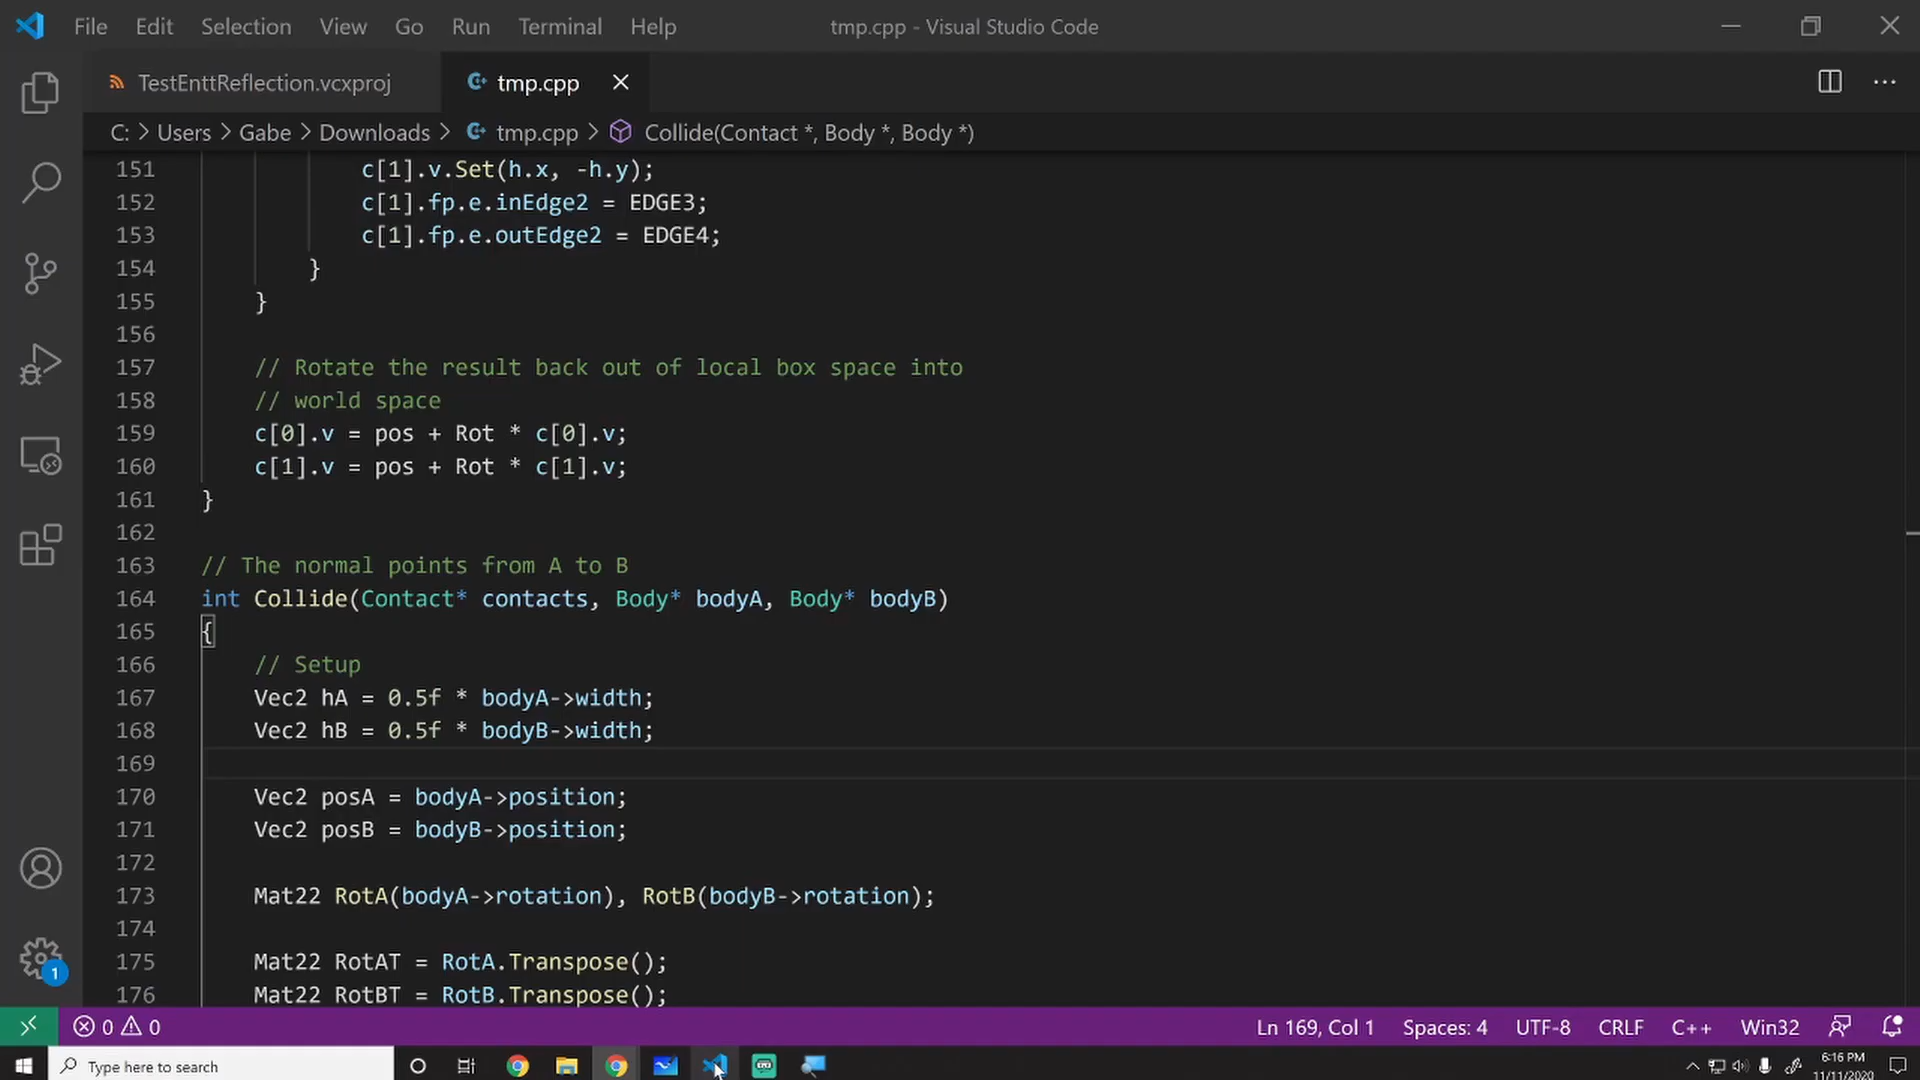 File Edit Selection View Go Run Terminal Help tmp.cpp - Visual Studio Code
TestEnttReflection.vcxproj tmp.cpp
C: > Users > Gabe > Downloads > tmp.cpp > Collide(Contact *, Body *, Body *)
151 c[1].v.Set(h.x, -h.y);
152 c[1].fp.e.inEdge2 = EDGE3;
153 c[1].fp.e.outEdge2 = EDGE4;
154 }
155 }
156
157 // Rotate the result back out of local box space into
158 // world space
159 c[0].v = pos + Rot * c[0].v;
160 c[1].v = pos + Rot * c[1].v;
161 }
162
163 // The normal points from A to B
164 int Collide(Contact* contacts, Body* bodyA, Body* bodyB)
165 {
166 // Setup
167 Vec2 hA = 0.5f * bodyA->width;
168 Vec2 hB = 0.5f * bodyB->width;
169
170 Vec2 posA = bodyA->position;
171 Vec2 posB = bodyB->position;
172
173 Mat22 RotA(bodyA->rotation), RotB(bodyB->rotation);
174
175 Mat22 RotAT = RotA.Transpose();
176 Mat22 RotBT = RotB.Transpose();
1
0 0 Ln 169, Col 1 Spaces: 4 UTF-8 CRLF C++ Win32
Type here to search 6:16 PM
11/11/2020